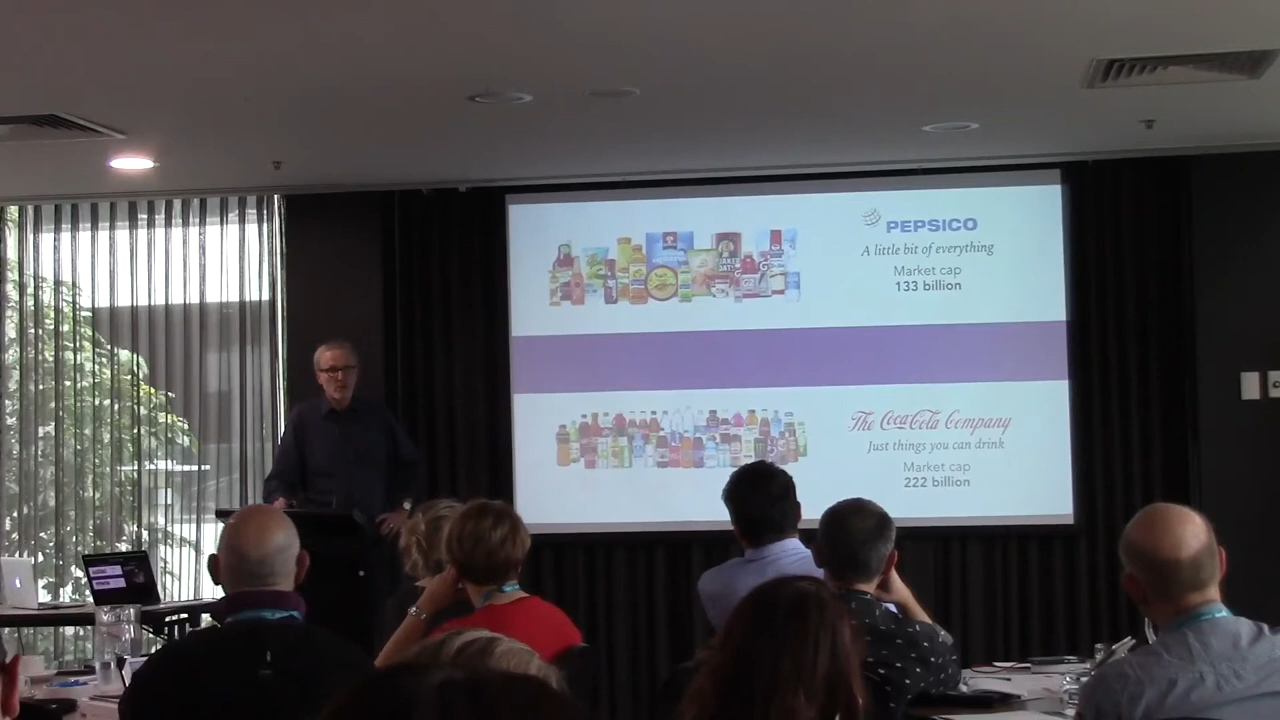 PEPSICO
A little bit of everything
Market cap
133 billion
The Coca-Cola Company
Just things you can drink
Market cap
222 billion